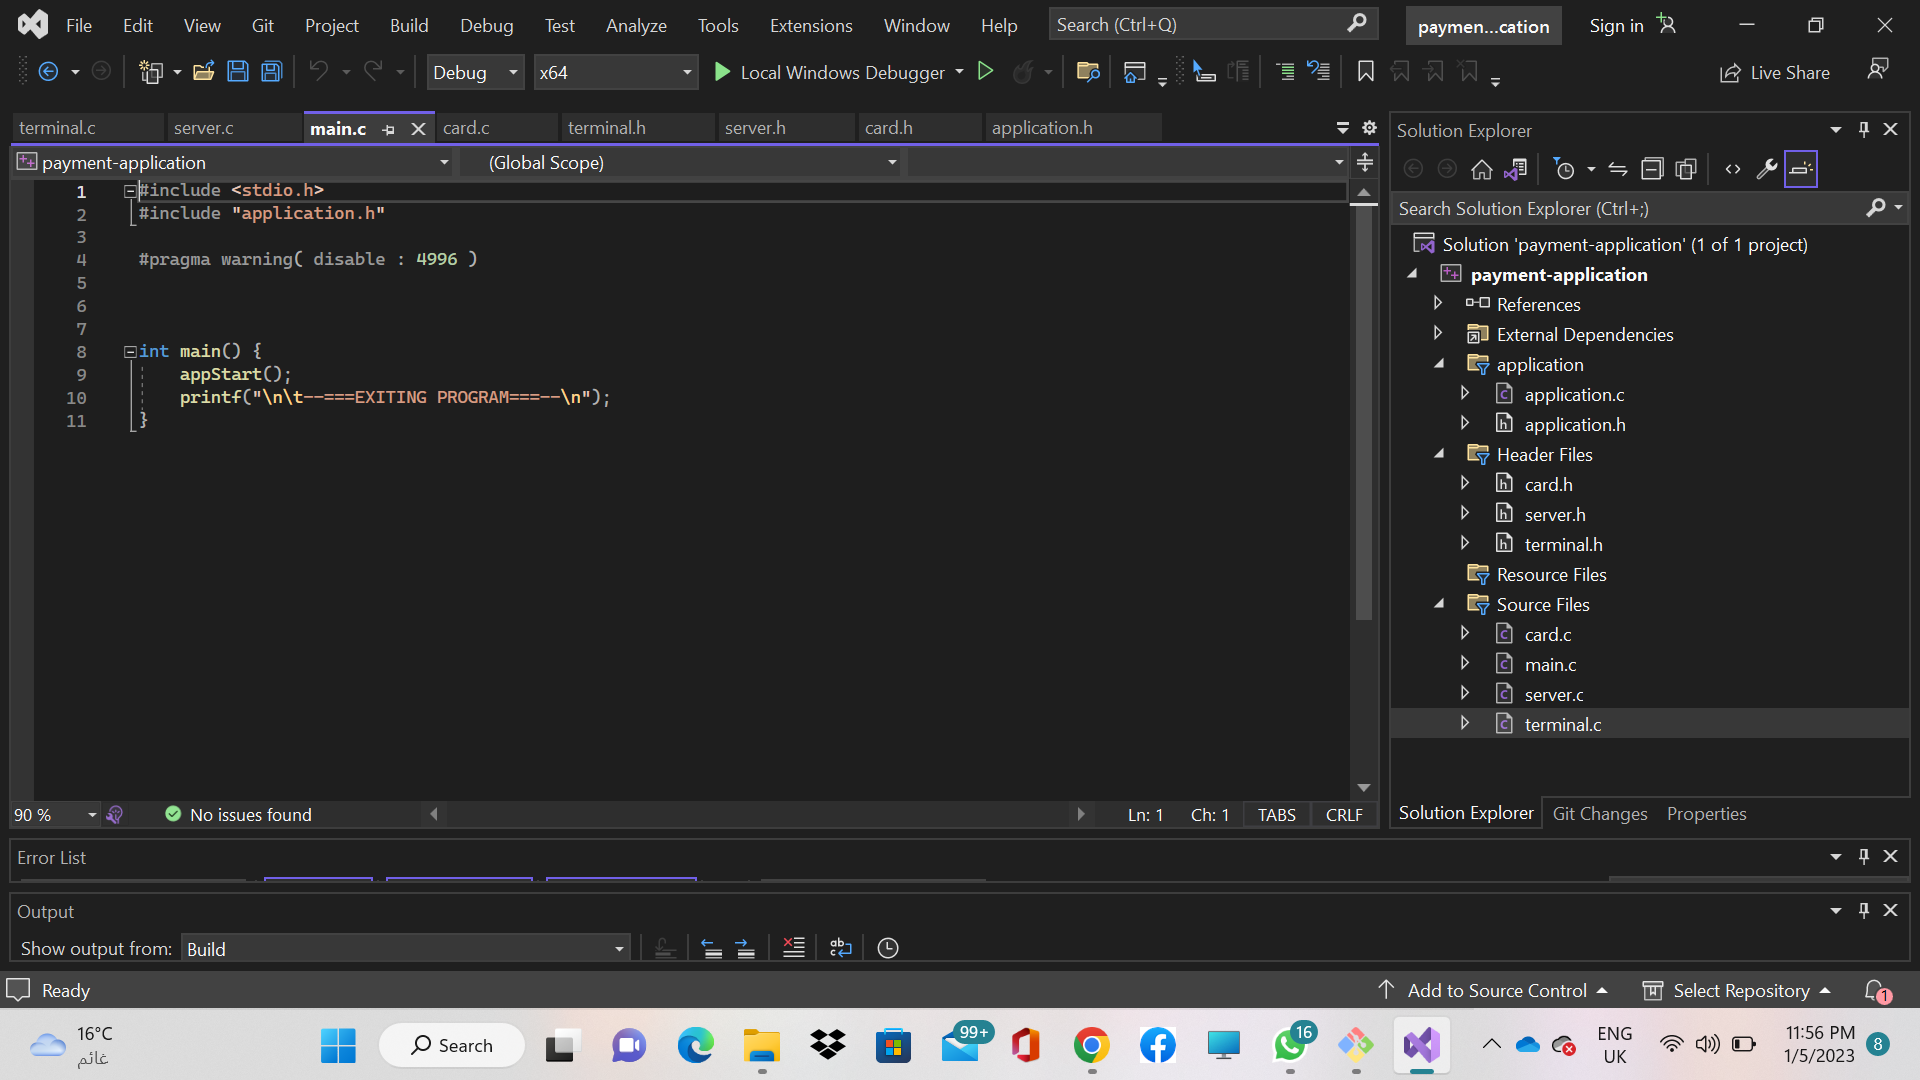 File Edit View Git Project Build Debug Test Analyze Tools Extensions Window Help Search (Ctrl+Q) paymen...cation Sign in
Debug x64 Local Windows Debugger Live Share
terminal.c server.c main.c card.c terminal.h server.h card.h application.h
payment-application (Global Scope)
1 #include <stdio.h>
2 #include "application.h"
3
4 #pragma warning( disable : 4996 )
5
6
7
8 int main() {
9 appStart();
10 printf("\n\t--===EXITING PROGRAM===--\n");
11 }
90 % No issues found Ln: 1 Ch: 1 TABS CRLF
Solution Explorer
Search Solution Explorer (Ctrl+;)
Solution 'payment-application' (1 of 1 project)
payment-application
References
External Dependencies
application
application.c
application.h
Header Files
card.h
server.h
terminal.h
Resource Files
Source Files
card.c
main.c
server.c
terminal.c
Solution Explorer Git Changes Properties
Error List
Output
Show output from: Build
Ready Add to Source Control Select Repository 1
16°C
غائم
Search 99+ 16
ENG
UK
11:56 PM
1/5/2023
8